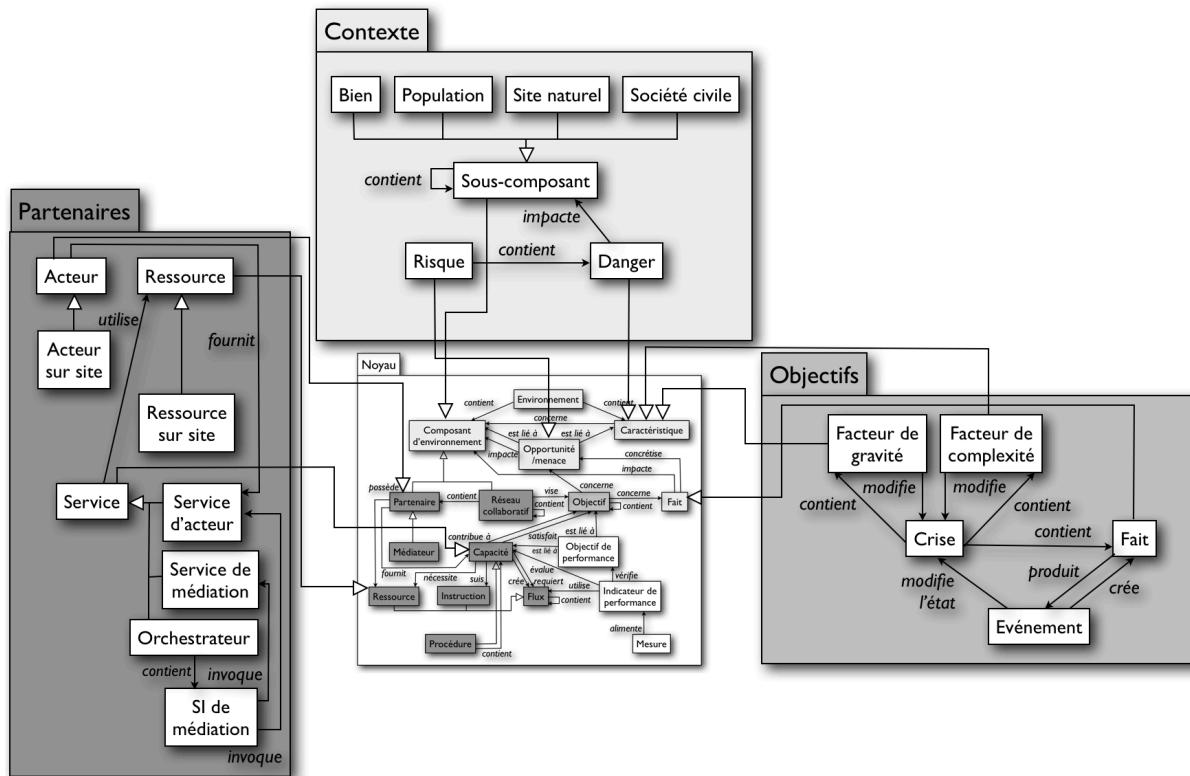 Contexte
Bien
Population
Site naturel
Société civile
contient
Sous-composant
impacte
Risque
contient
Danger
Partenaires
Acteur
Ressource
utilise
fournit
Acteur
sur site
Ressource
sur site
Service
Service
d'acteur
Service de
médiation
Orchestrateur
contient
invoque
SI de
médiation
invoque
Noyau
contient
Environnement
contient
concerne
Composant
d'environnement
Caractéristique
est lié à
est lié à
impacte
Opportunité
/menace
concrétise
impacte
concerne
possède
Partenaire
contient
Réseau
collaboratif
vise
contient
Objectif
concerne
contient
Fait
contribue à
satisfait
est lié à
Médiateur
Capacité
est lié à
Objectif de
performance
fournit
nécessite
suis
évalue
crée
requiert
vérifie
utilise
Ressource
Instruction
Flux
contient
Indicateur de
performance
alimente
Procédure
contient
Mesure
Objectifs
Facteur de
gravité
Facteur de
complexité
modifie
modifie
contient
contient
Crise
contient
Fait
modifie
l'état
produit
crée
Evénement